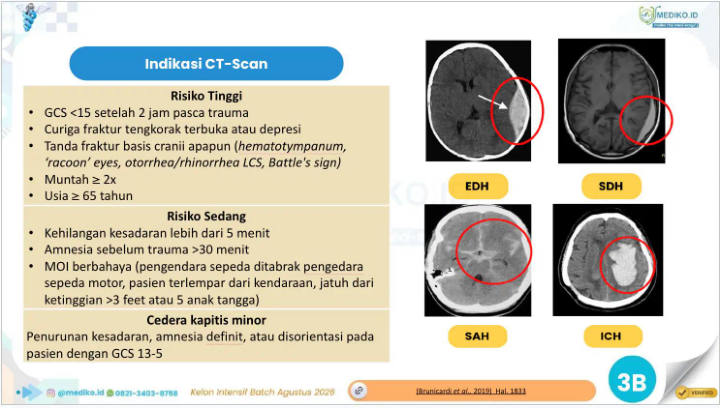 MEDIKO.ID
Indikasi CT-Scan
Risiko Tinggi
• GCS <15 setelah 2 jam pasca trauma
• Curiga fraktur tengkorak terbuka atau depresi
• Tanda fraktur basis cranii apapun (hematotympanum,
‘racoon’ eyes, otorrhea/rhinorrhea LCS, Battle's sign)
• Muntah ≥ 2x
• Usia ≥ 65 tahun
Risiko Sedang
• Kehilangan kesadaran lebih dari 5 menit
• Amnesia sebelum trauma >30 menit
• MOI berbahaya (pengendara sepeda ditabrak pengedara
sepeda motor, pasien terlempar dari kendaraan, jatuh dari
ketinggian >3 feet atau 5 anak tangga)
Cedera kapitis minor
Penurunan kesadaran, amnesia definit, atau disorientasi pada
pasien dengan GCS 13-5
EDH
SDH
SAH
ICH
@mediko.id
0821-3403-8768
Kelon Intensif Batch Agustus 2026
(Brunicardi et al., 2019) Hal. 1833
3B
VERIFIED